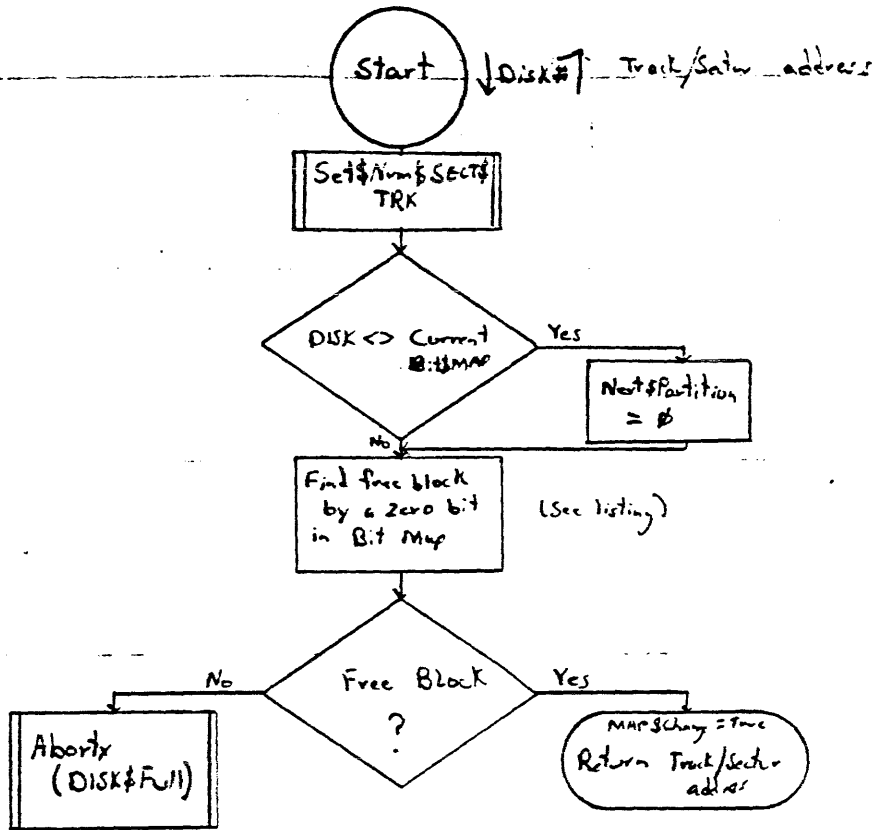 Start ↓Disk#↑ Track/Sector address
Set$Num$SECT$
TRK
DISK <> Current
Bit$MAP
Yes
Next$Partition
= ø
No
Find free block
by a Zero bit
in Bit Map
(See listing)
Free Block
?
No
Yes
Abortx
(DISK$Full)
MAP$Chang = True
Return Track/Sector
address